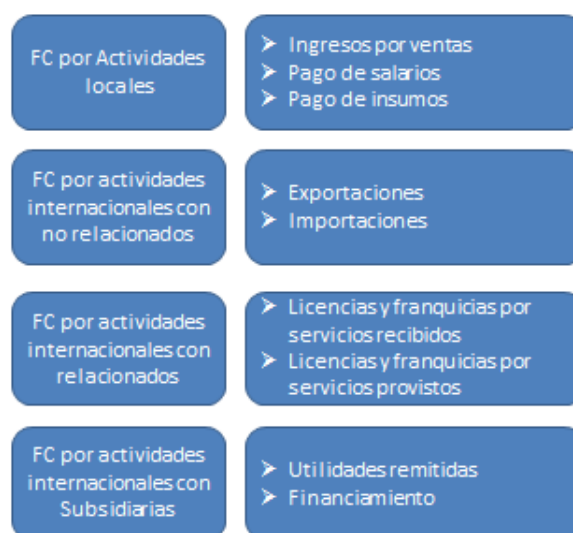 FC por Actividades
locales
➤ Ingresos por ventas
➤ Pago de salarios
➤ Pago de insumos
FC por actividades
internacionales con
no relacionados
➤ Exportaciones
➤ Importaciones
FC por actividades
internacionales con
relacionados
➤ Licencias y franquicias por
servicios recibidos
➤ Licencias y franquicias por
servicios provistos
FC por actividades
internacionales con
Subsidiarias
➤ Utilidades remitidas
➤ Financiamiento